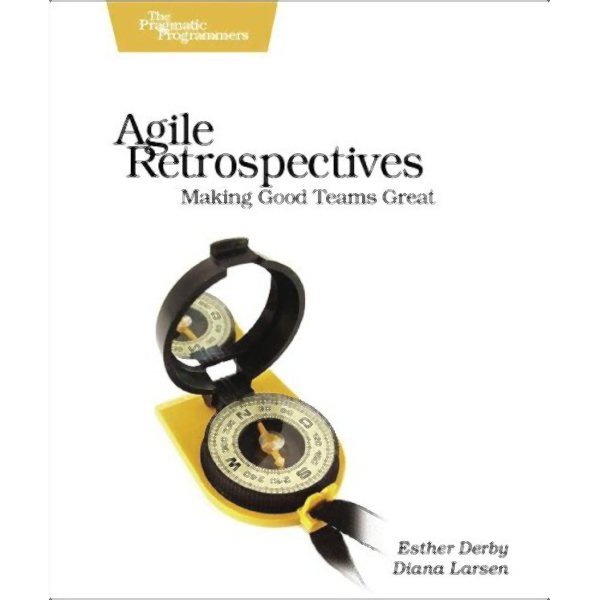 The
Pragmatic
Programmers
Agile
Retrospectives
Making Good Teams Great
N
O
S
W
Esther Derby
Diana Larsen